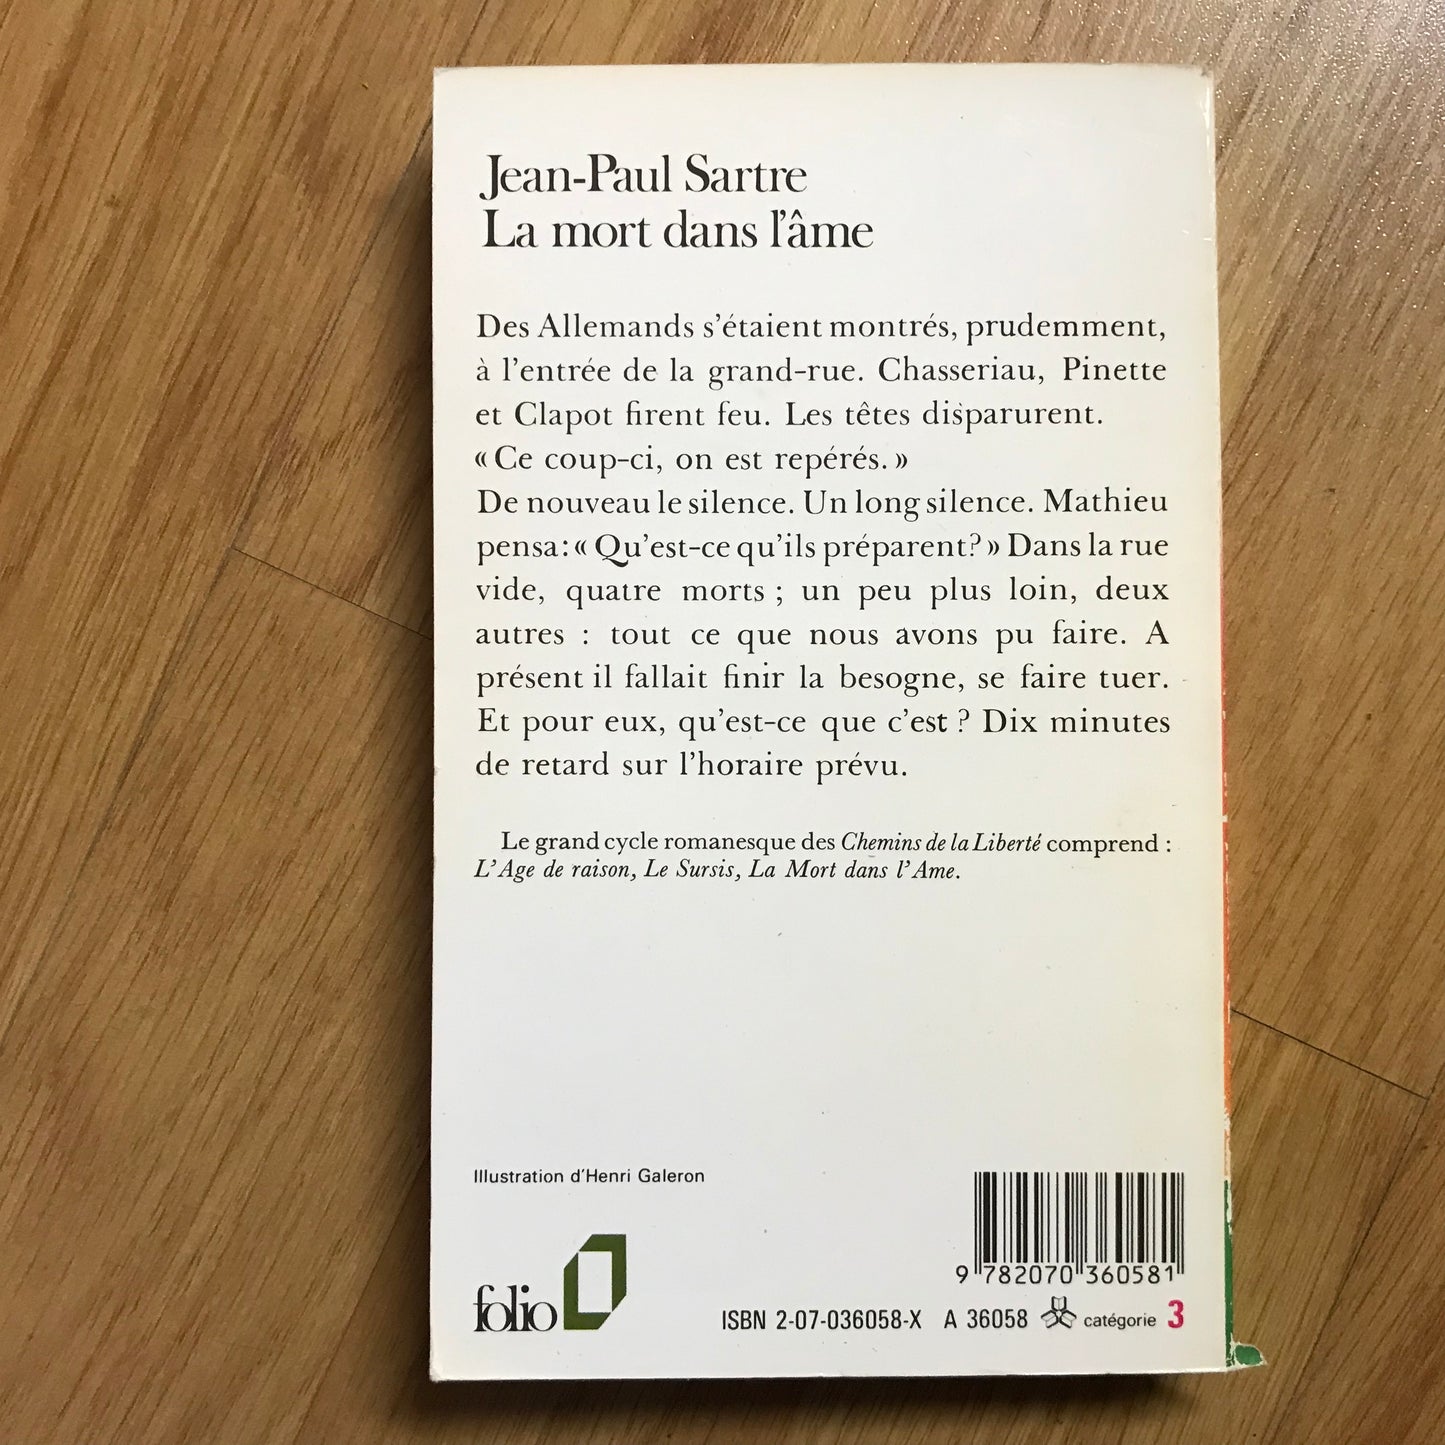 Jean-Paul Sartre
La mort dans l'âme
Des Allemands s'étaient montrés, prudemment,
à l'entrée de la grand-rue. Chasseriau, Pinette
et Clapot firent feu. Les têtes disparurent.
« Ce coup-ci, on est repérés. »
De nouveau le silence. Un long silence. Mathieu
pensa: « Qu'est-ce qu'ils préparent? » Dans la rue
vide, quatre morts ; un peu plus loin, deux
autres : tout ce que nous avons pu faire. A
présent il fallait finir la besogne, se faire tuer.
Et pour eux, qu'est-ce que c'est ? Dix minutes
de retard sur l'horaire prévu.
Le grand cycle romanesque des Chemins de la Liberté comprend :
L'Age de raison, Le Sursis, La Mort dans l'Ame.
Illustration d'Henri Galeron
9 782070 360581
folio
ISBN 2-07-036058-X A 36058 catégorie 3